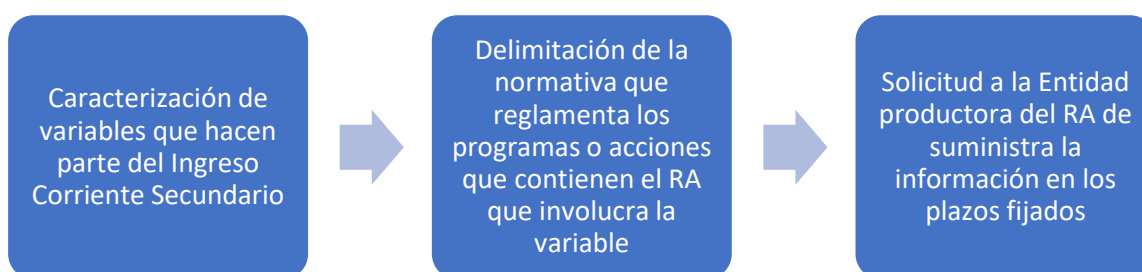 Caracterización de
variables que hacen
parte del Ingreso
Corriente Secundario
Delimitación de la
normativa que
reglamenta los
programas o acciones
que contienen el RA
que involucra la
variable
Solicitud a la Entidad
productora del RA de
suministra la
información en los
plazos fijados